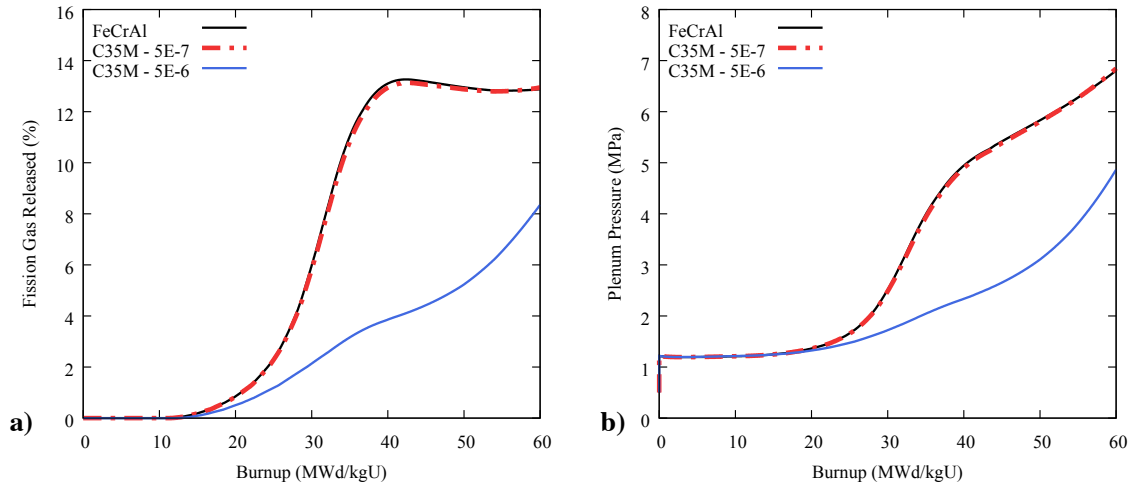 FeCrAl
C35M - 5E-7
C35M - 5E-6
16
14
12
10
8
6
4
2
0
Fission Gas Released (%)
0 10 20 30 40 50 60
Burnup (MWd/kgU)
a)
FeCrAl
C35M - 5E-7
C35M - 5E-6
8
7
6
5
4
3
2
1
0
Plenum Pressure (MPa)
0 10 20 30 40 50 60
Burnup (MWd/kgU)
b)